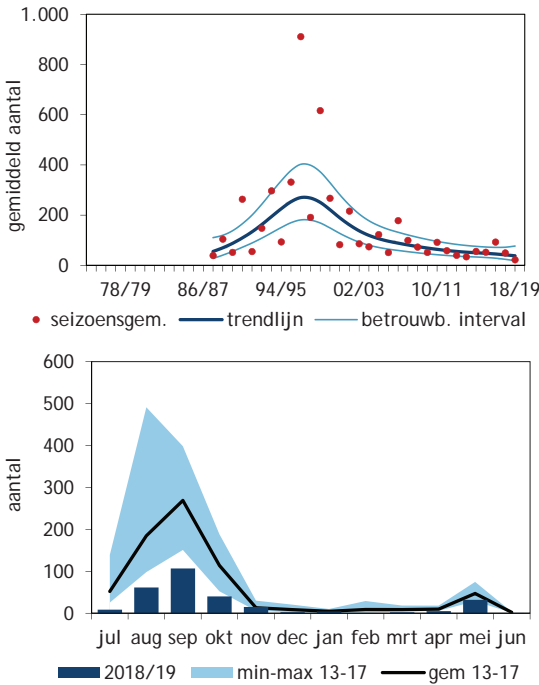 1.000
800
600
400
200
0
gemiddeld aantal
78/79 86/87 94/95 02/03 10/11 18/19
seizoensgem. trendlijn betrouwb. interval
600
500
400
300
200
100
0
aantal
jul aug sep okt nov dec jan feb mrt apr mei jun
2018/19 min-max 13-17 gem 13-17